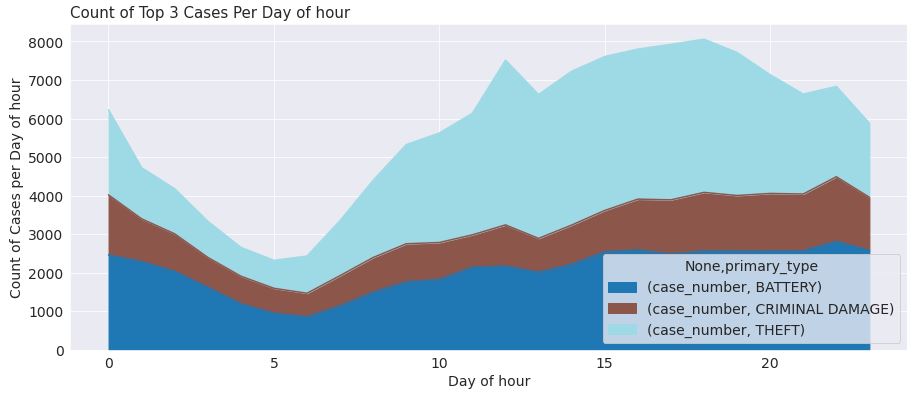 Count of Top 3 Cases Per Day of hour
Count of Cases per Day of hour
8000
7000
6000
5000
4000
3000
2000
1000
0
None,primary_type
(case_number, BATTERY)
(case_number, CRIMINAL DAMAGE)
(case_number, THEFT)
0 5 10 15 20
Day of hour